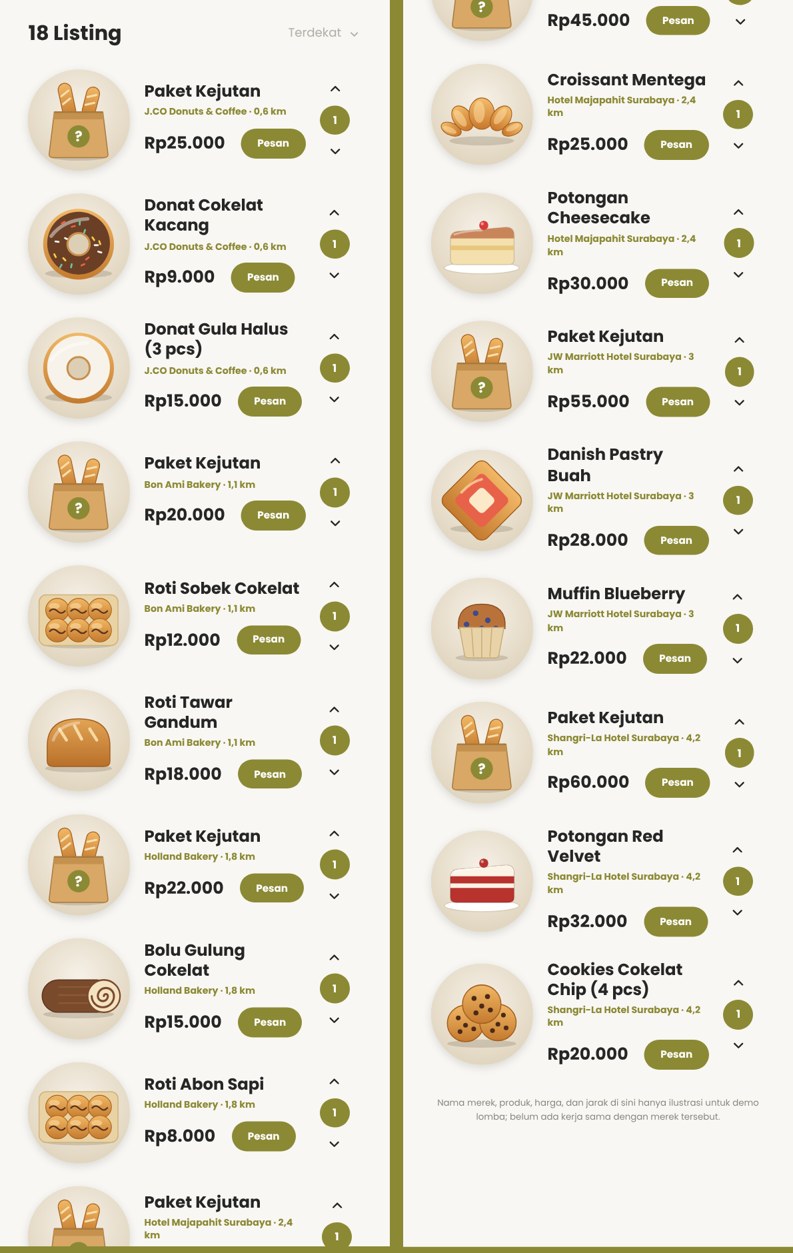 18 Listing
Terdekat
Paket Kejutan
J.CO Donuts & Coffee · 0,6 km
?
Rp25.000
Pesan
1
Donat Cokelat
Kacang
J.CO Donuts & Coffee · 0,6 km
Rp9.000
Pesan
1
Donat Gula Halus
(3 pcs)
J.CO Donuts & Coffee · 0,6 km
Rp15.000
Pesan
1
Paket Kejutan
Bon Ami Bakery · 1,1 km
?
Rp20.000
Pesan
1
Roti Sobek Cokelat
Bon Ami Bakery · 1,1 km
Rp12.000
Pesan
1
Roti Tawar
Gandum
Bon Ami Bakery · 1,1 km
Rp18.000
Pesan
1
Paket Kejutan
Holland Bakery · 1,8 km
?
Rp22.000
Pesan
1
Bolu Gulung
Cokelat
Holland Bakery · 1,8 km
Rp15.000
Pesan
1
Roti Abon Sapi
Holland Bakery · 1,8 km
Rp8.000
Pesan
1
Paket Kejutan
Hotel Majapahit Surabaya · 2,4
km
?
1
?
Rp45.000
Pesan
Croissant Mentega
Hotel Majapahit Surabaya · 2,4
km
Rp25.000
Pesan
1
Potongan
Cheesecake
Hotel Majapahit Surabaya · 2,4
km
Rp30.000
Pesan
1
Paket Kejutan
JW Marriott Hotel Surabaya · 3
km
?
Rp55.000
Pesan
1
Danish Pastry
Buah
JW Marriott Hotel Surabaya · 3
km
Rp28.000
Pesan
1
Muffin Blueberry
JW Marriott Hotel Surabaya · 3
km
Rp22.000
Pesan
1
Paket Kejutan
Shangri-La Hotel Surabaya · 4,2
km
?
Rp60.000
Pesan
1
Potongan Red
Velvet
Shangri-La Hotel Surabaya · 4,2
km
Rp32.000
Pesan
1
Cookies Cokelat
Chip (4 pcs)
Shangri-La Hotel Surabaya · 4,2
km
Rp20.000
Pesan
1
Nama merek, produk, harga, dan jarak di sini hanya ilustrasi untuk demo
lomba; belum ada kerja sama dengan merek tersebut.